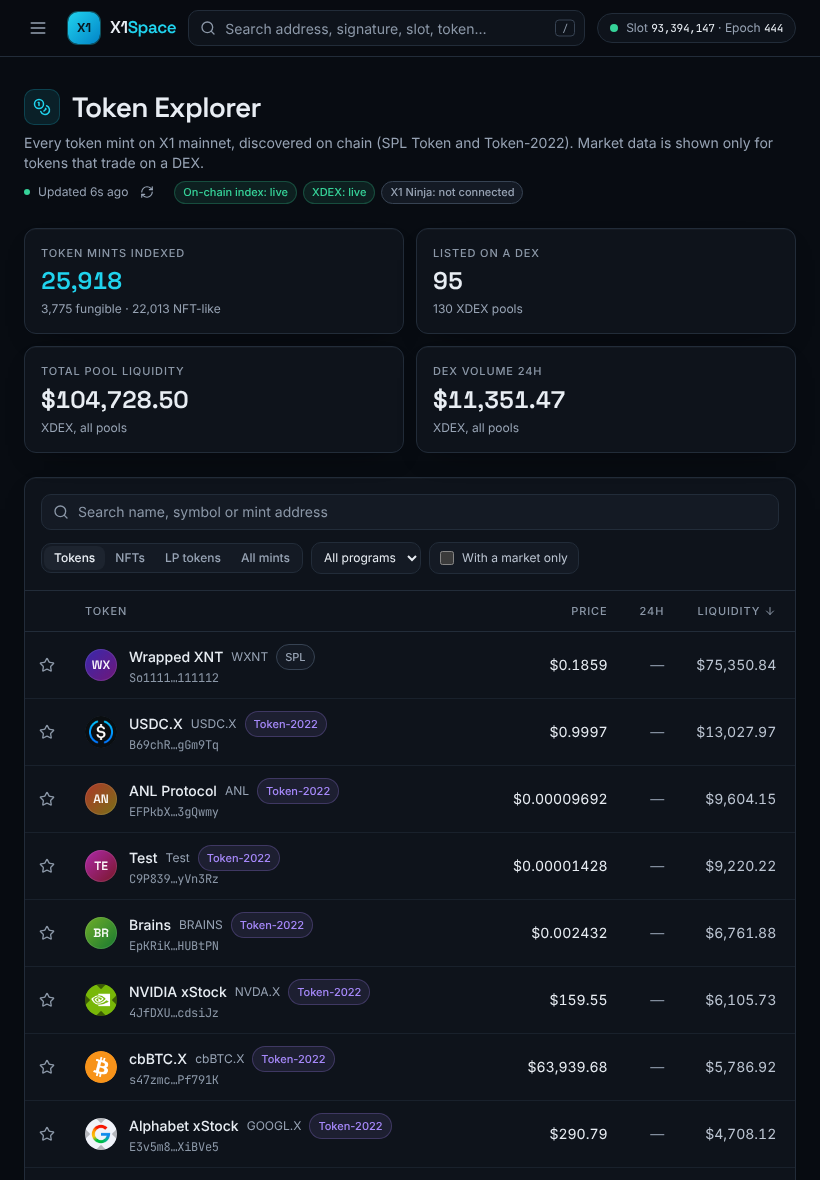 X1 X1Space Search address, signature, slot, token... / Slot 93,394,147 · Epoch 444
Token Explorer
Every token mint on X1 mainnet, discovered on chain (SPL Token and Token-2022). Market data is shown only for
tokens that trade on a DEX.
Updated 6s ago On-chain index: live XDEX: live X1 Ninja: not connected
TOKEN MINTS INDEXED
25,918
3,775 fungible · 22,013 NFT-like
LISTED ON A DEX
95
130 XDEX pools
TOTAL POOL LIQUIDITY
$104,728.50
XDEX, all pools
DEX VOLUME 24H
$11,351.47
XDEX, all pools
Search name, symbol or mint address
Tokens NFTs LP tokens All mints All programs With a market only
TOKEN PRICE 24H LIQUIDITY ↓
WX Wrapped XNT WXNT SPL $0.1859 — $75,350.84
So1111…111112
USDC.X USDC.X Token-2022 $0.9997 — $13,027.97
B69chR…gGm9Tq
AN ANL Protocol ANL Token-2022 $0.00009692 — $9,604.15
EFPkbX…3gQwmy
TE Test Test Token-2022 $0.00001428 — $9,220.22
C9P839…yVn3Rz
BR Brains BRAINS Token-2022 $0.002432 — $6,761.88
EpKRiK…HUBtPN
NVIDIA xStock NVDA.X Token-2022 $159.55 — $6,105.73
4JfDXU…cdsiJz
cbBTC.X cbBTC.X Token-2022 $63,939.68 — $5,786.92
s47zmc…Pf791K
Alphabet xStock GOOGL.X Token-2022 $290.79 — $4,708.12
E3v5m8…XiBVe5